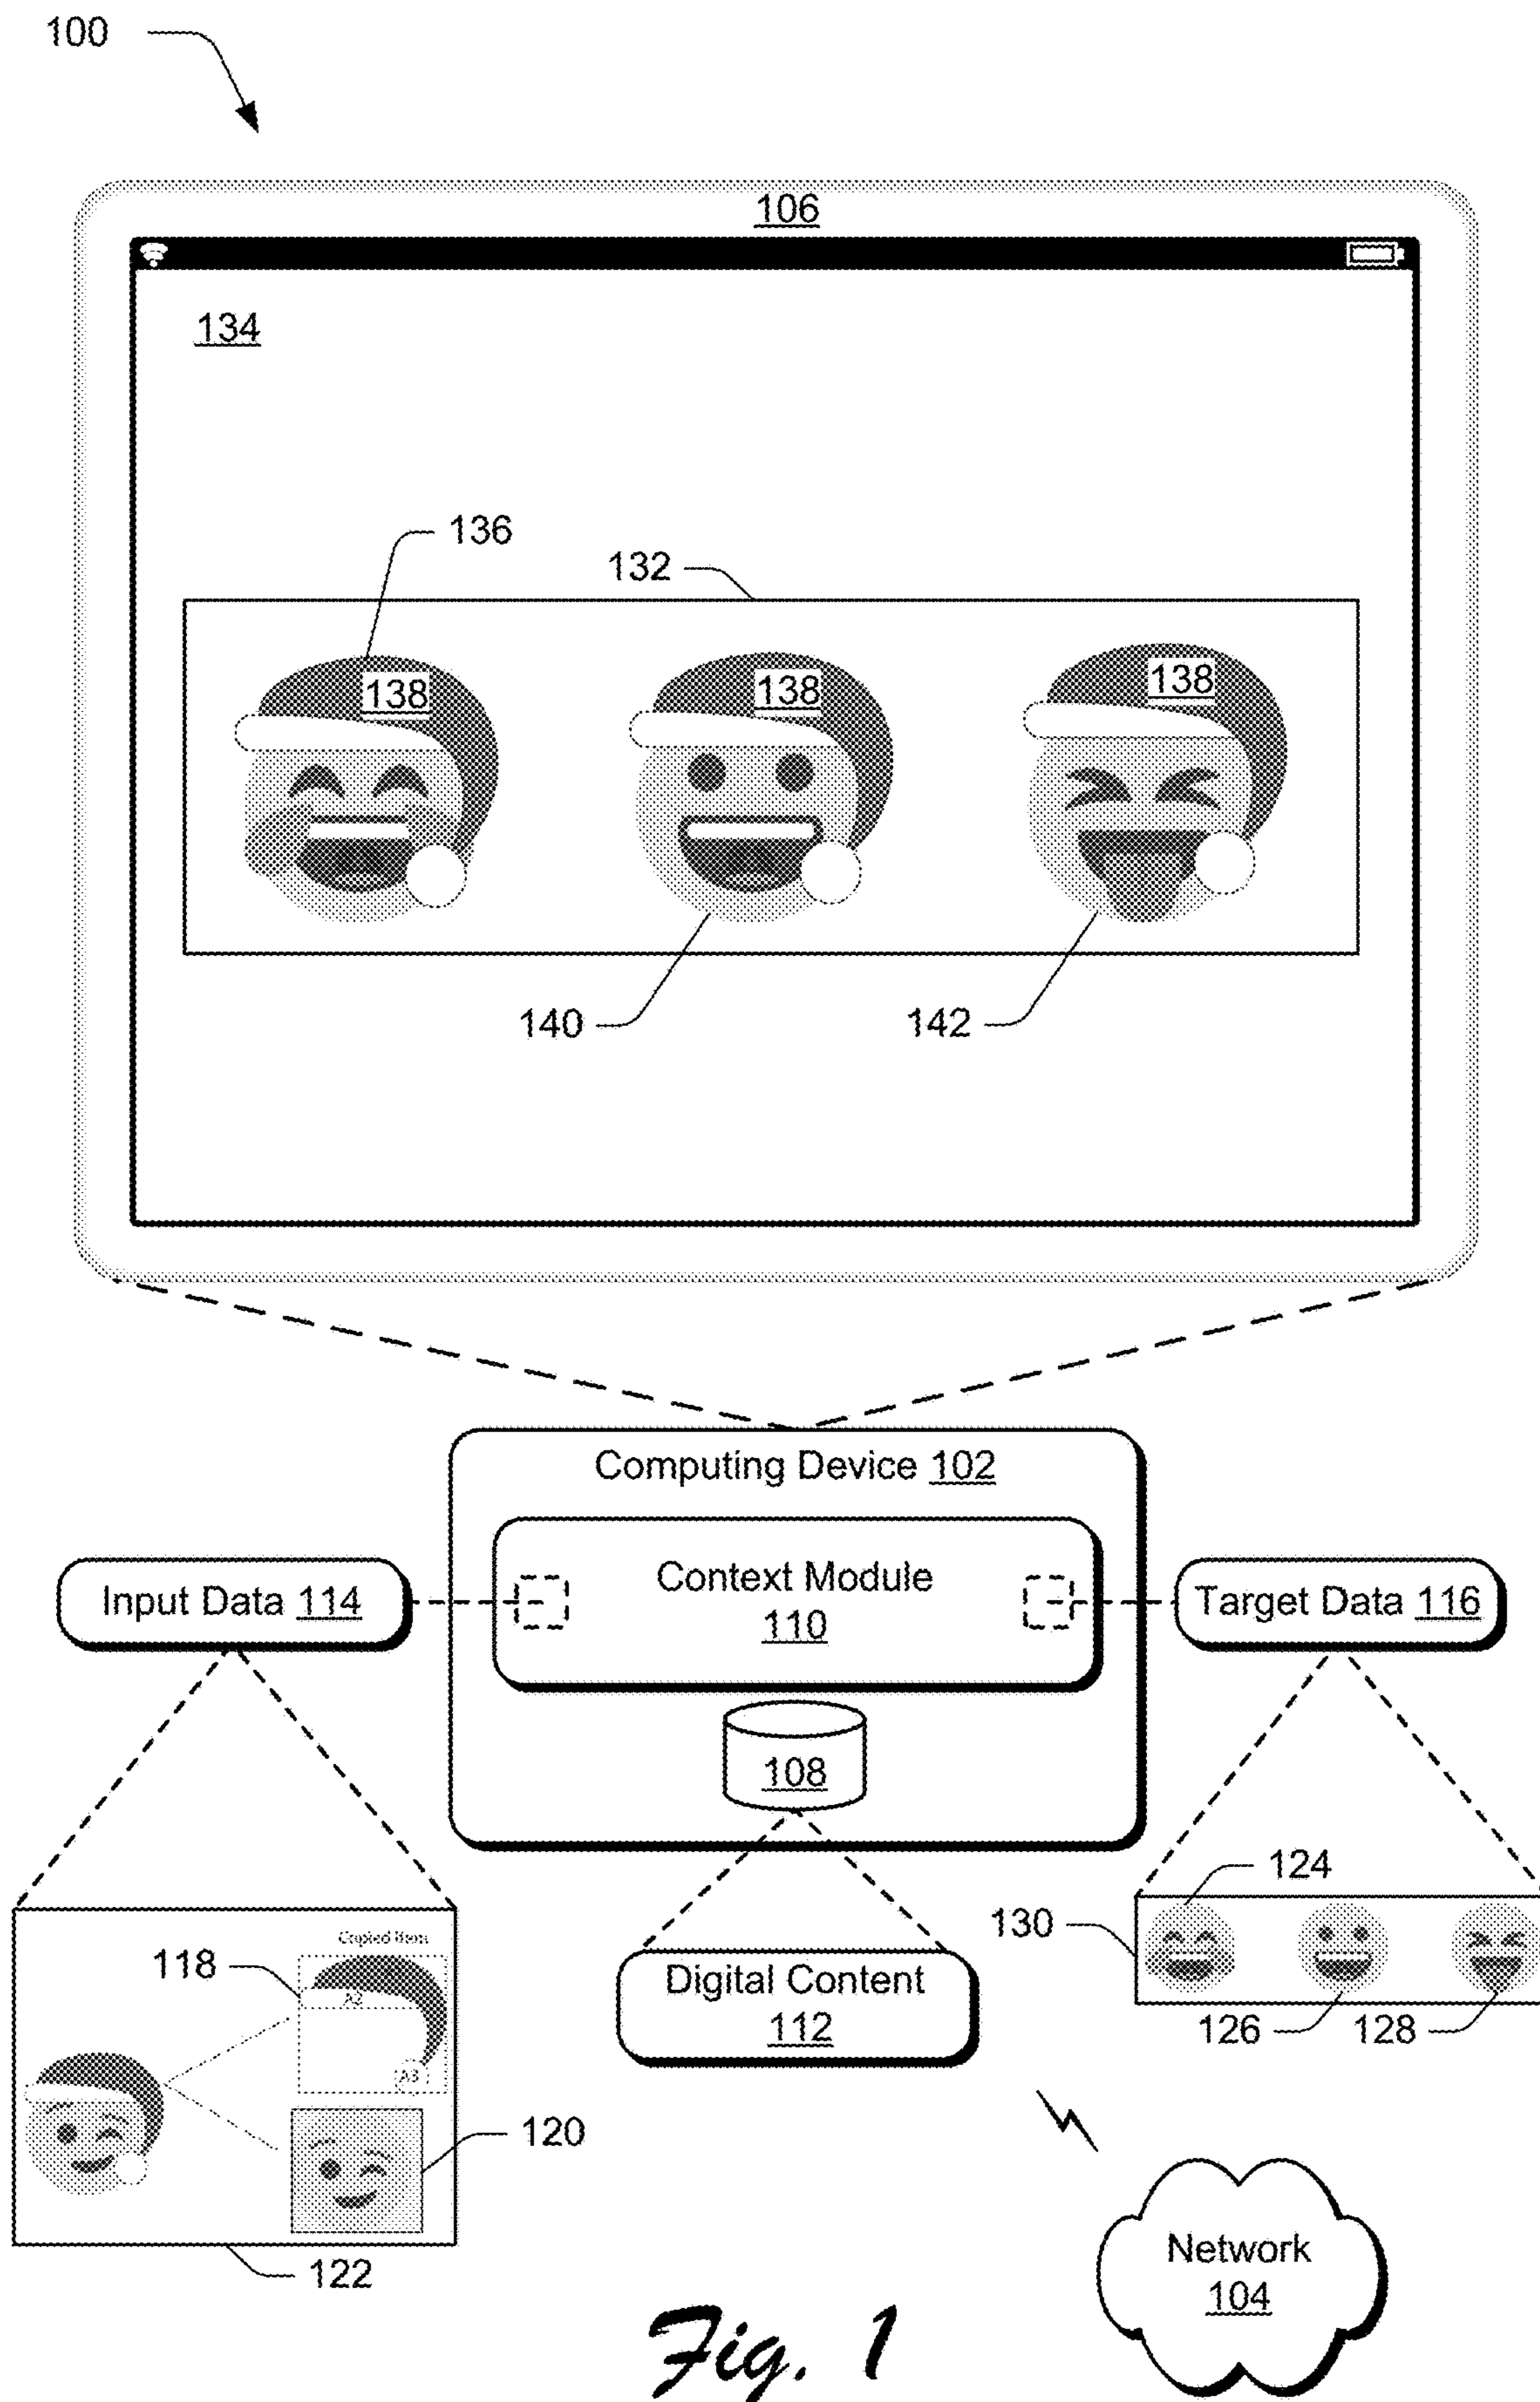 100
106
134
136
132
138
138
138
140
142
Computing Device 102
Context Module
110
Input Data 114
Target Data 116
108
124
130
Copied Item
118
A2
Digital Content
112
126
128
A3
120
122
Network
104
Fig. 1